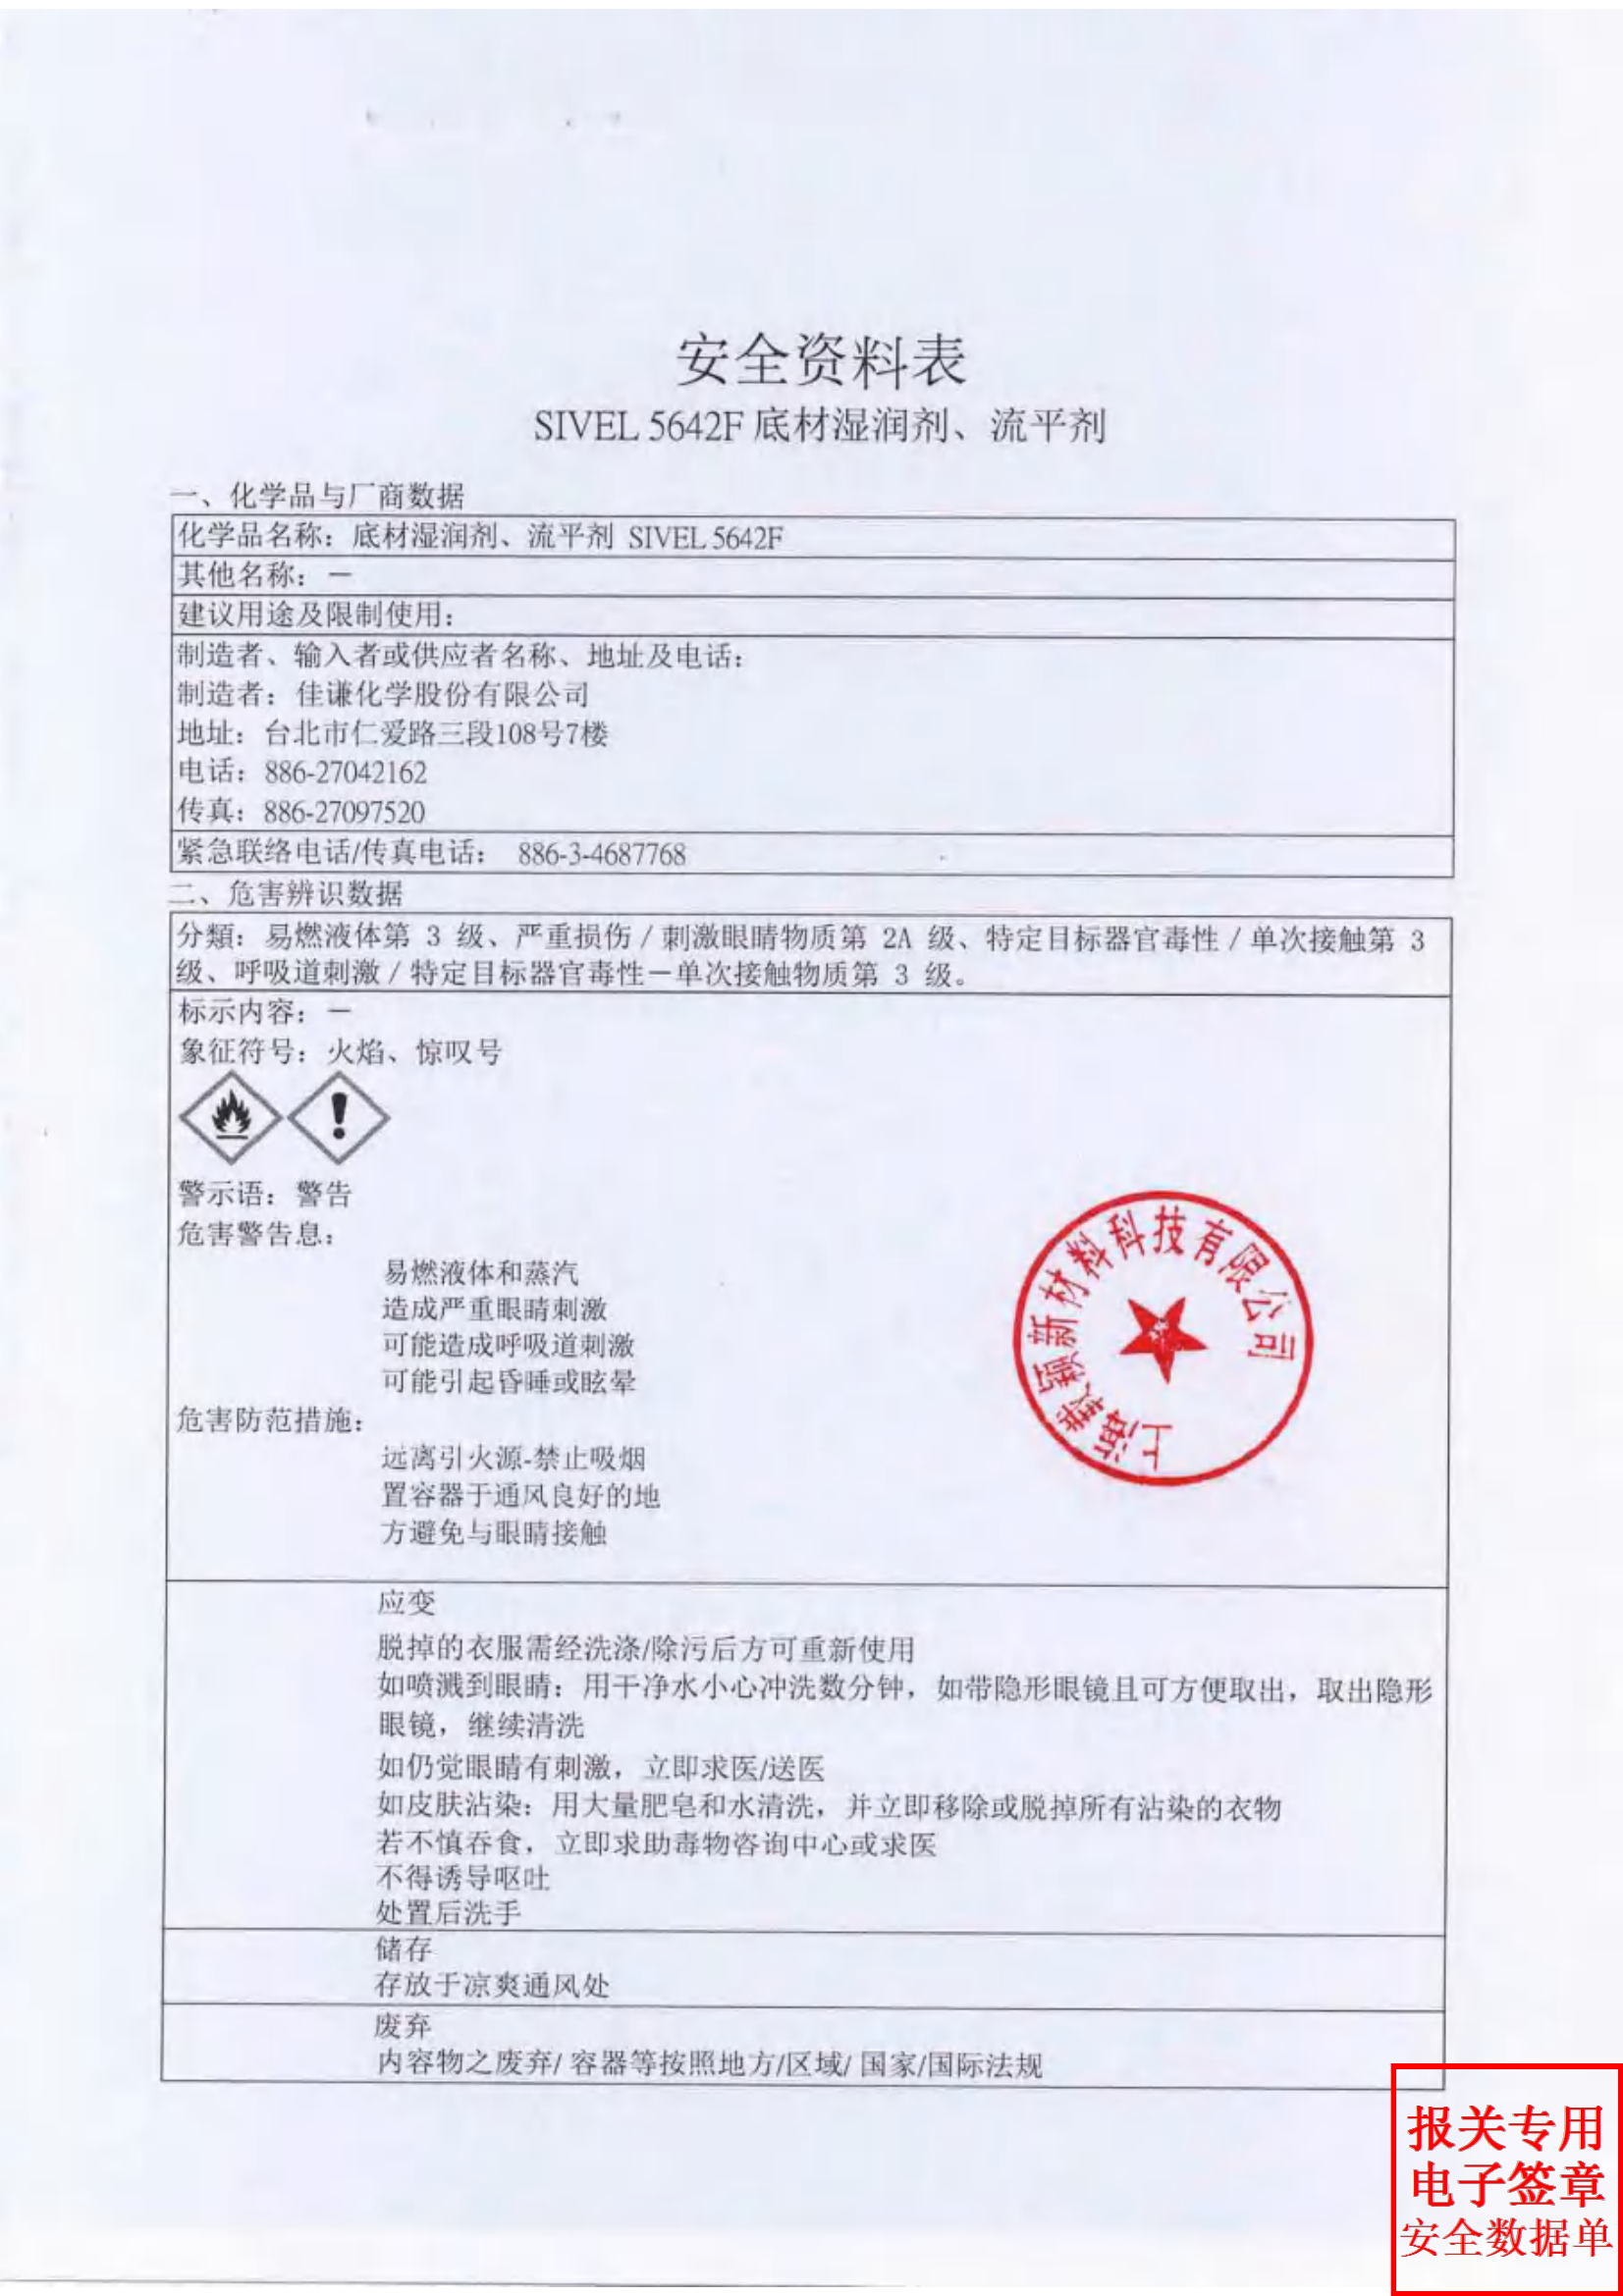 安全资料表
SIVEL 5642F 底材湿润剂、流平剂
一、化学品与厂商数据
化学品名称：底材湿润剂、流平剂 SIVEL 5642F
其他名称：—
建议用途及限制使用：
制造者、输入者或供应者名称、地址及电话：
制造者：佳谦化学股份有限公司
地址：台北市仁爱路三段108号7楼
电话：886-27042162
传真：886-27097520
紧急联络电话/传真电话： 886-3-4687768
二、危害辨识数据
分類：易燃液体第 3 级、严重损伤／刺激眼睛物质第 2A 级、特定目标器官毒性／单次接触第 3
级、呼吸道刺激／特定目标器官毒性－单次接触物质第 3 级。
标示内容：—
象征符号：火焰、惊叹号
警示语：警告
危害警告息：
易燃液体和蒸汽
造成严重眼睛刺激
可能造成呼吸道刺激
可能引起昏睡或眩晕
危害防范措施：
远离引火源-禁止吸烟
置容器于通风良好的地
方避免与眼睛接触
上海 颖新材料科技有限公司
应变
脱掉的衣服需经洗涤/除污后方可重新使用
如喷溅到眼睛：用干净水小心冲洗数分钟，如带隐形眼镜且可方便取出，取出隐形
眼镜，继续清洗
如仍觉眼睛有刺激，立即求医/送医
如皮肤沾染：用大量肥皂和水清洗，并立即移除或脱掉所有沾染的衣物
若不慎吞食，立即求助毒物咨询中心或求医
不得诱导呕吐
处置后洗手
储存
存放于凉爽通风处
废弃
内容物之废弃/ 容器等按照地方/区域/ 国家/国际法规
报关专用
电子签章
安全数据单